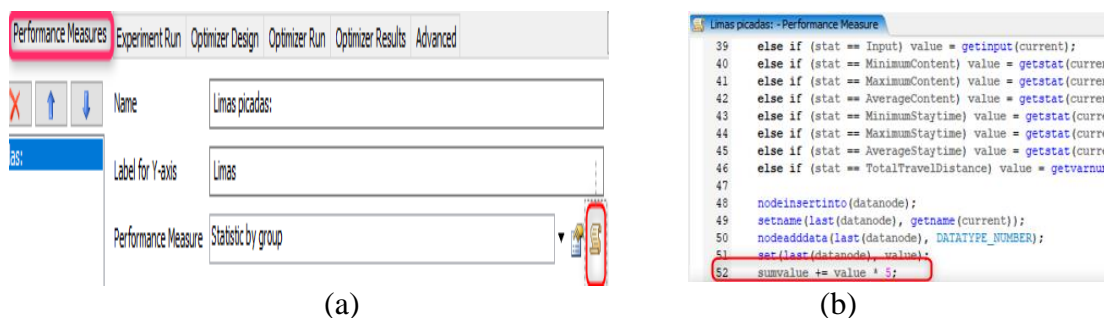 Performance Measures Experiment Run Optimizer Design Optimizer Run Optimizer Results Advanced
Name Limas picadas:
as:
Label for Y-axis Limas
Performance Measure Statistic by group
(a)
Limas picadas: - Performance Measure
39 else if (stat == Input) value = getinput(current);
40 else if (stat == MinimumContent) value = getstat(curren
41 else if (stat == MaximumContent) value = getstat(curren
42 else if (stat == AverageContent) value = getstat(curren
43 else if (stat == MinimumStaytime) value = getstat(curre
44 else if (stat == MaximumStaytime) value = getstat(curre
45 else if (stat == AverageStaytime) value = getstat(curre
46 else if (stat == TotalTravelDistance) value = getvarnum
47
48 nodeinsertinto(datanode);
49 setname(last(datanode), getname(current));
50 nodeadddata(last(datanode), DATATYPE_NUMBER);
51 set(last(datanode), value);
52 sumvalue += value * 5;
(b)